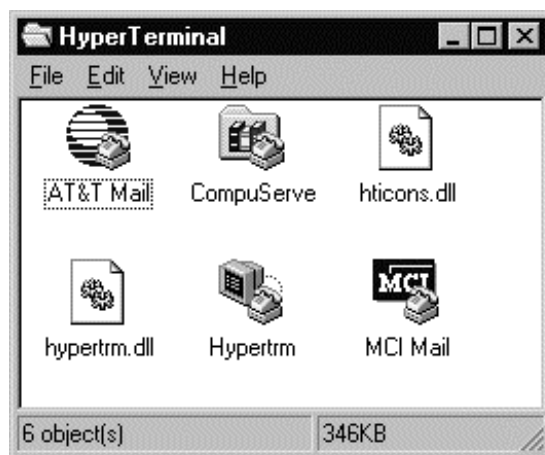 HyperTerminal
File Edit View Help
AT&T Mail CompuServe hticons.dll
MCI
hypertrm.dll Hypertrm MCI Mail
6 object(s) 346KB